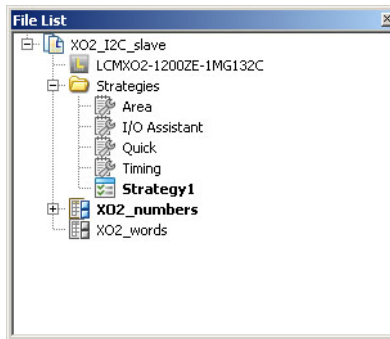 File List
XO2_I2C_slave
LCMXO2-1200ZE-1MG132C
Strategies
Area
I/O Assistant
Quick
Timing
Strategy1
XO2_numbers
XO2_words